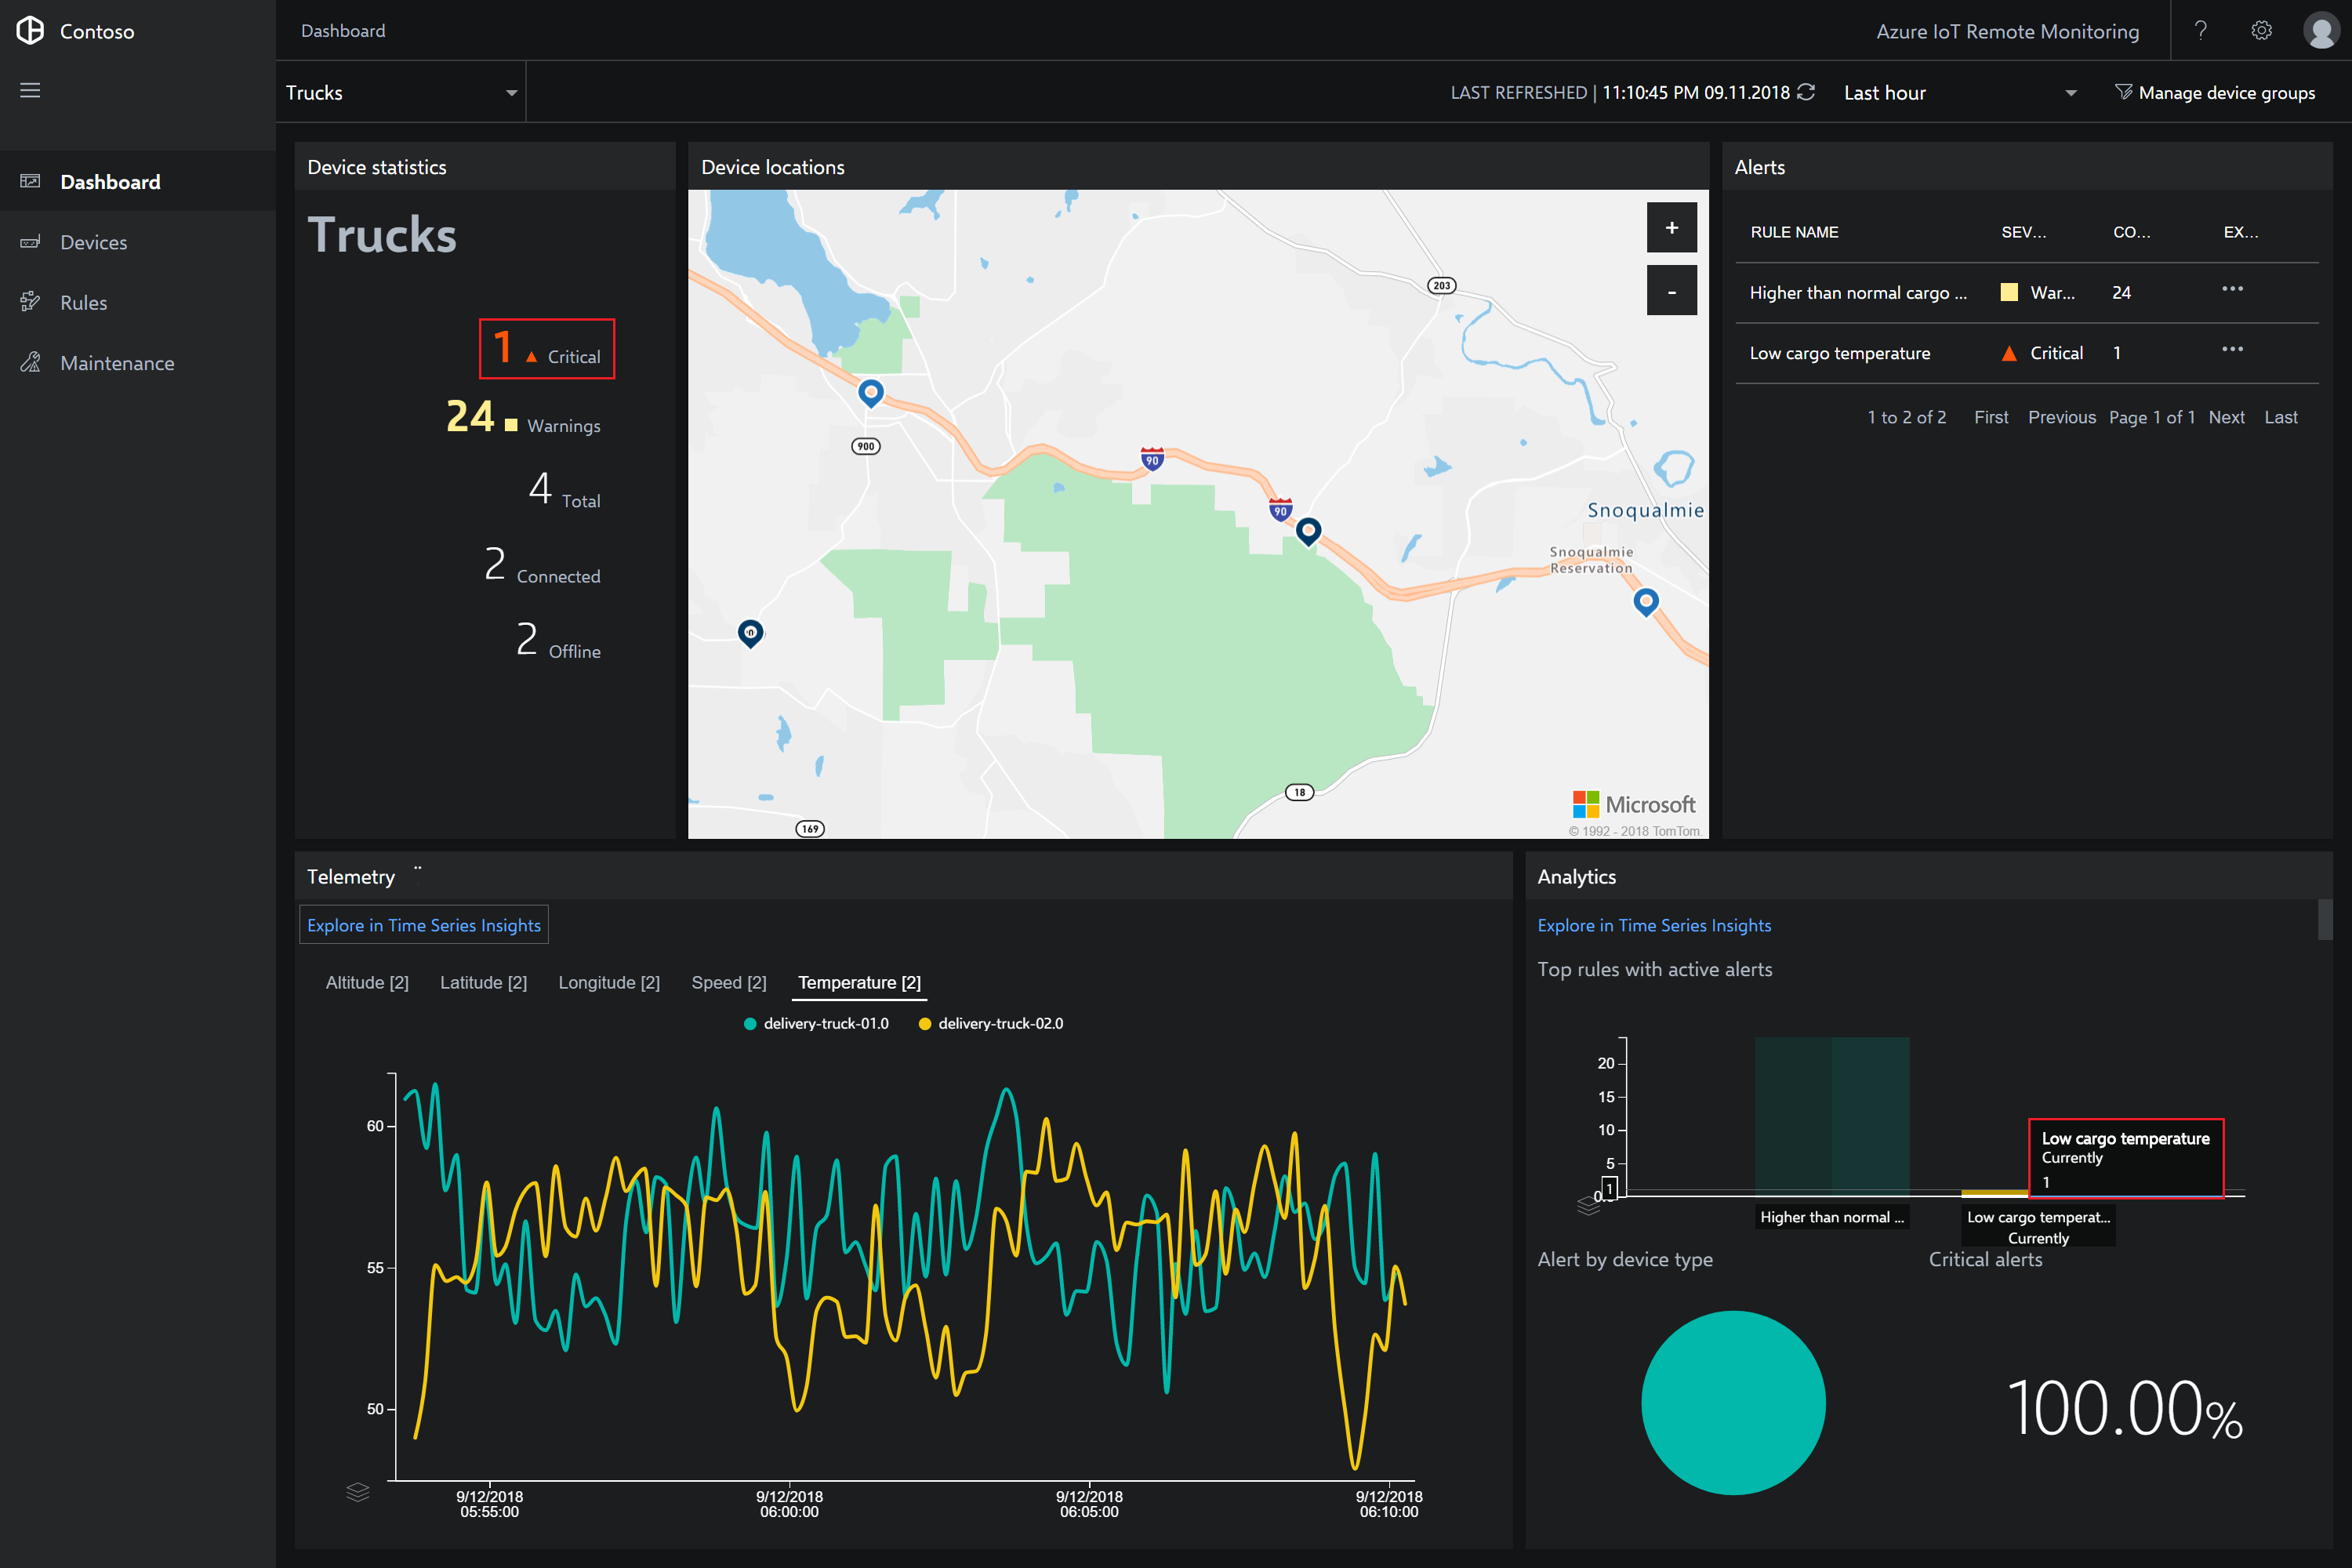 Contoso
Dashboard
Azure IoT Remote Monitoring
?
Trucks
LAST REFRESHED | 11:10:45 PM 09.11.2018
Last hour
Manage device groups
Dashboard
Devices
Rules
Maintenance
Device statistics
Trucks
1 Critical
24 Warnings
4 Total
2 Connected
2 Offline
Device locations
+
-
203
900
90
90
Snoqualmie
Snoqualmie
Reservation
18
169
Microsoft
© 1992 - 2018 TomTom.
Alerts
RULE NAME SEV... CO... EX...
Higher than normal cargo ... War... 24 •••
Low cargo temperature Critical 1 •••
1 to 2 of 2 First Previous Page 1 of 1 Next Last
Telemetry
Explore in Time Series Insights
Altitude [2] Latitude [2] Longitude [2] Speed [2] Temperature [2]
delivery-truck-01.0 delivery-truck-02.0
60
55
50
9/12/2018 9/12/2018 9/12/2018 9/12/2018
05:55:00 06:00:00 06:05:00 06:10:00
Analytics
Explore in Time Series Insights
Top rules with active alerts
20
15
10
5
1
Low cargo temperature
Currently
1
Higher than normal ... Low cargo temperat...
Currently
Alert by device type Critical alerts
100.00%